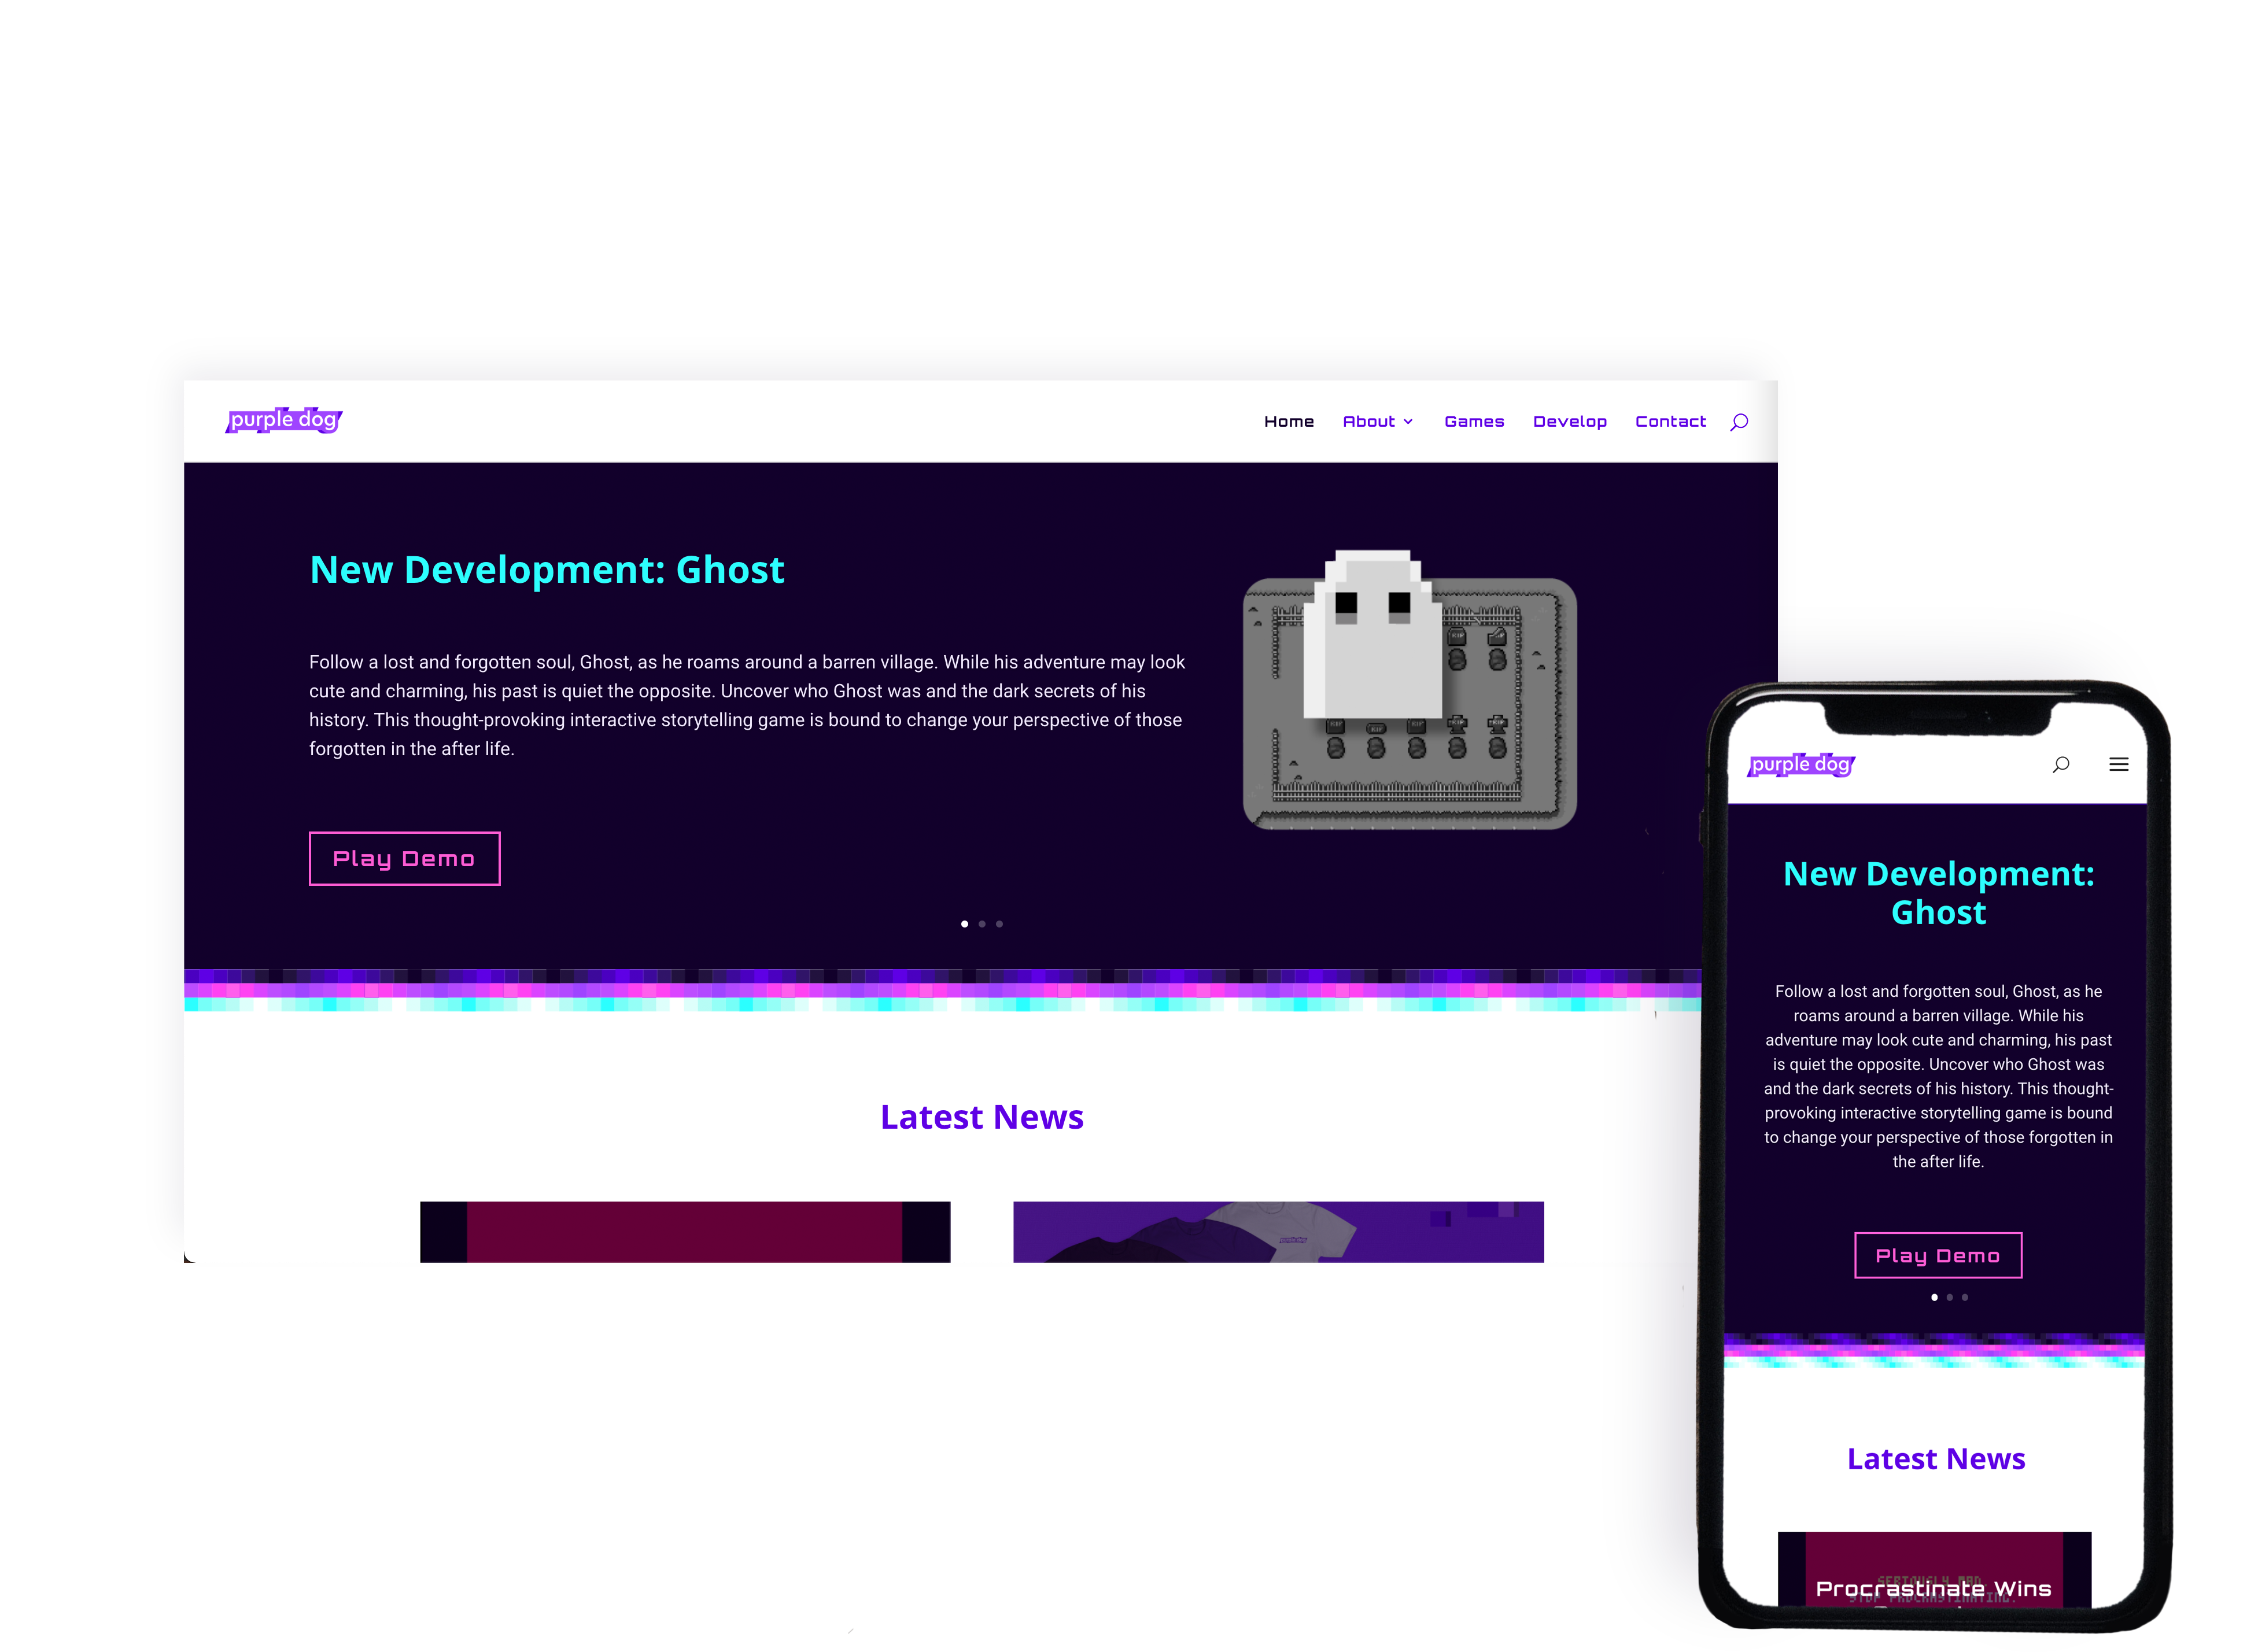 purple dog
Home About Games Develop Contact
New Development: Ghost
Follow a lost and forgotten soul, Ghost, as he roams around a barren village. While his adventure may look
cute and charming, his past is quiet the opposite. Uncover who Ghost was and the dark secrets of his
history. This thought-provoking interactive storytelling game is bound to change your perspective of those
forgotten in the after life.
Play Demo
Latest News
purple dog
purple dog
New Development:
Ghost
Follow a lost and forgotten soul, Ghost, as he
roams around a barren village. While his
adventure may look cute and charming, his past
is quiet the opposite. Uncover who Ghost was
and the dark secrets of his history. This thought-
provoking interactive storytelling game is bound
to change your perspective of those forgotten in
the after life.
Play Demo
Latest News
SERIOUSLY MAD
Procrastinate Wins
STOP PROCRASTINATING.